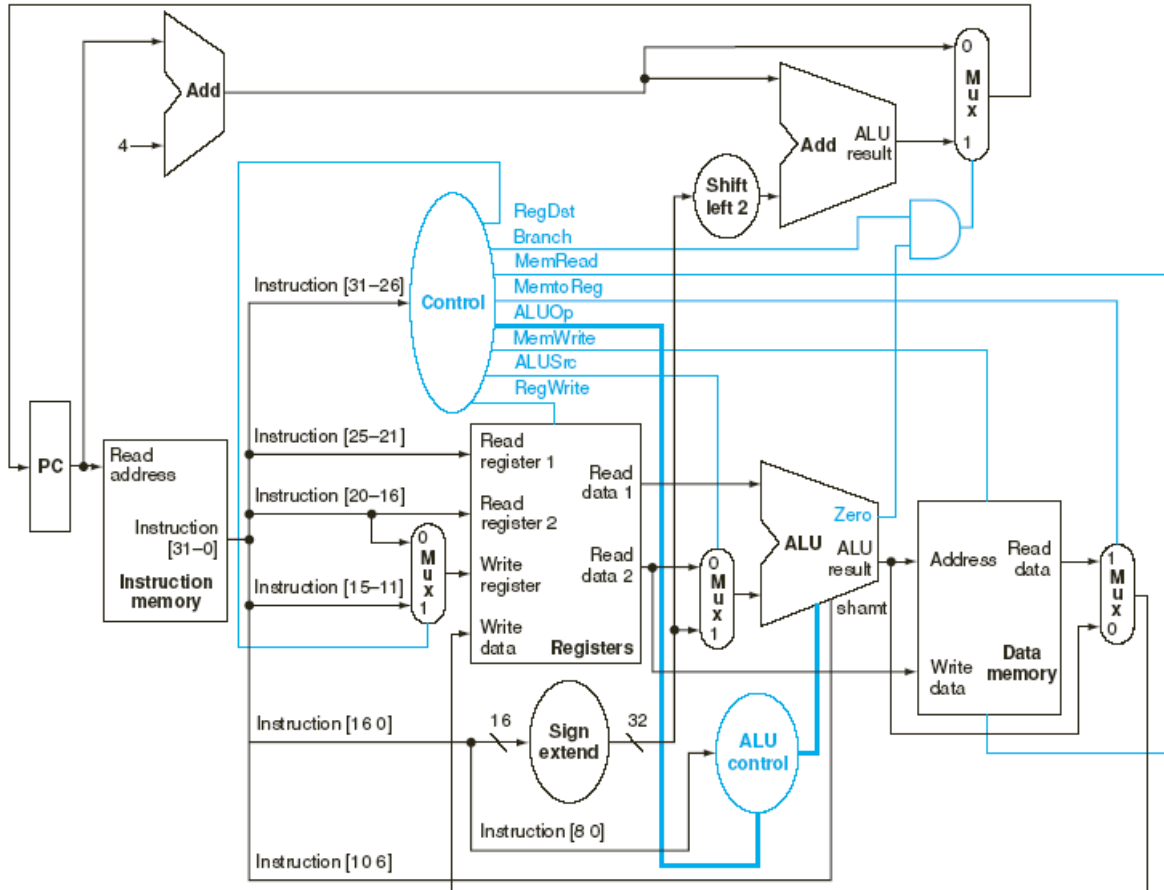 0
Mux
1
Add
4
Add
ALU
result
Shift
left 2
RegDst
Branch
MemRead
MemtoReg
ALUOp
MemWrite
ALUSrc
RegWrite
Control
Instruction [31–26]
PC
Read
address
Instruction
[31–0]
Instruction
memory
Instruction [25–21]
Instruction [20–16]
Instruction [15–11]
0
Mux
1
Read
register 1
Read
register 2
Write
register
Write
data
Read
data 1
Read
data 2
Registers
0
Mux
1
Zero
ALU
ALU
result
shamt
Address
Read
data
Write
data
Data
memory
1
Mux
0
Instruction [16 0]
16
Sign
extend
32
ALU
control
Instruction [8 0]
Instruction [10 6]